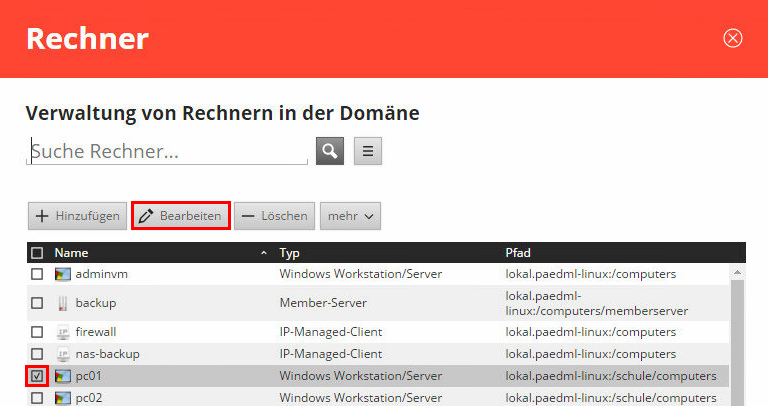 Rechner
Verwaltung von Rechnern in der Domäne
Suche Rechner...
Hinzufügen Bearbeiten Löschen mehr
Name Typ Pfad
adminvm Windows Workstation/Server lokal.paedml-linux:/computers
backup Member-Server lokal.paedml-
linux:/computers/memberserver
IP firewall IP-Managed-Client lokal.paedml-linux:/computers
IP nas-backup IP-Managed-Client lokal.paedml-linux:/computers
pc01 Windows Workstation/Server lokal.paedml-linux:/schule/computers
pc02 Windows Workstation/Server lokal.paedml-linux:/schule/computers